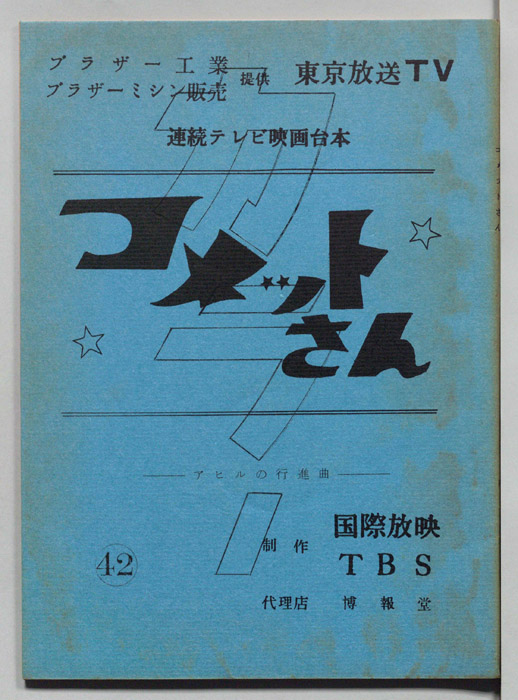 ブラザー工業
ブラザーミシン販売
提供
東京放送TV
連続テレビ映画台本
カラー
コメットさん
アヒルの行進曲
42
制作
国際放映
TBS
代理店 博報堂